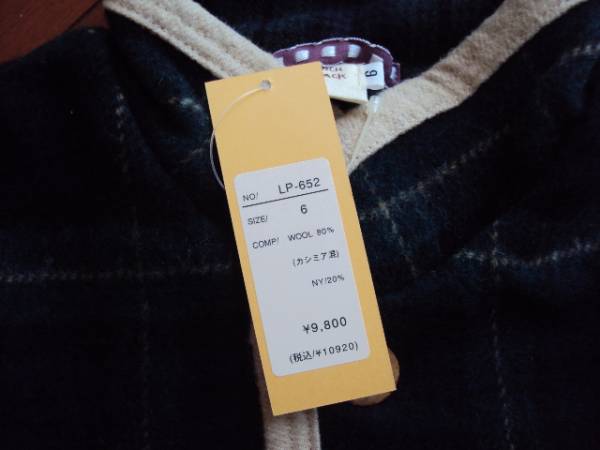 6
NO/ LP-652
SIZE/ 6
COMP/ WOOL 80%
(カシミア混)
NY/20%
¥9,800
(税込/¥10920)